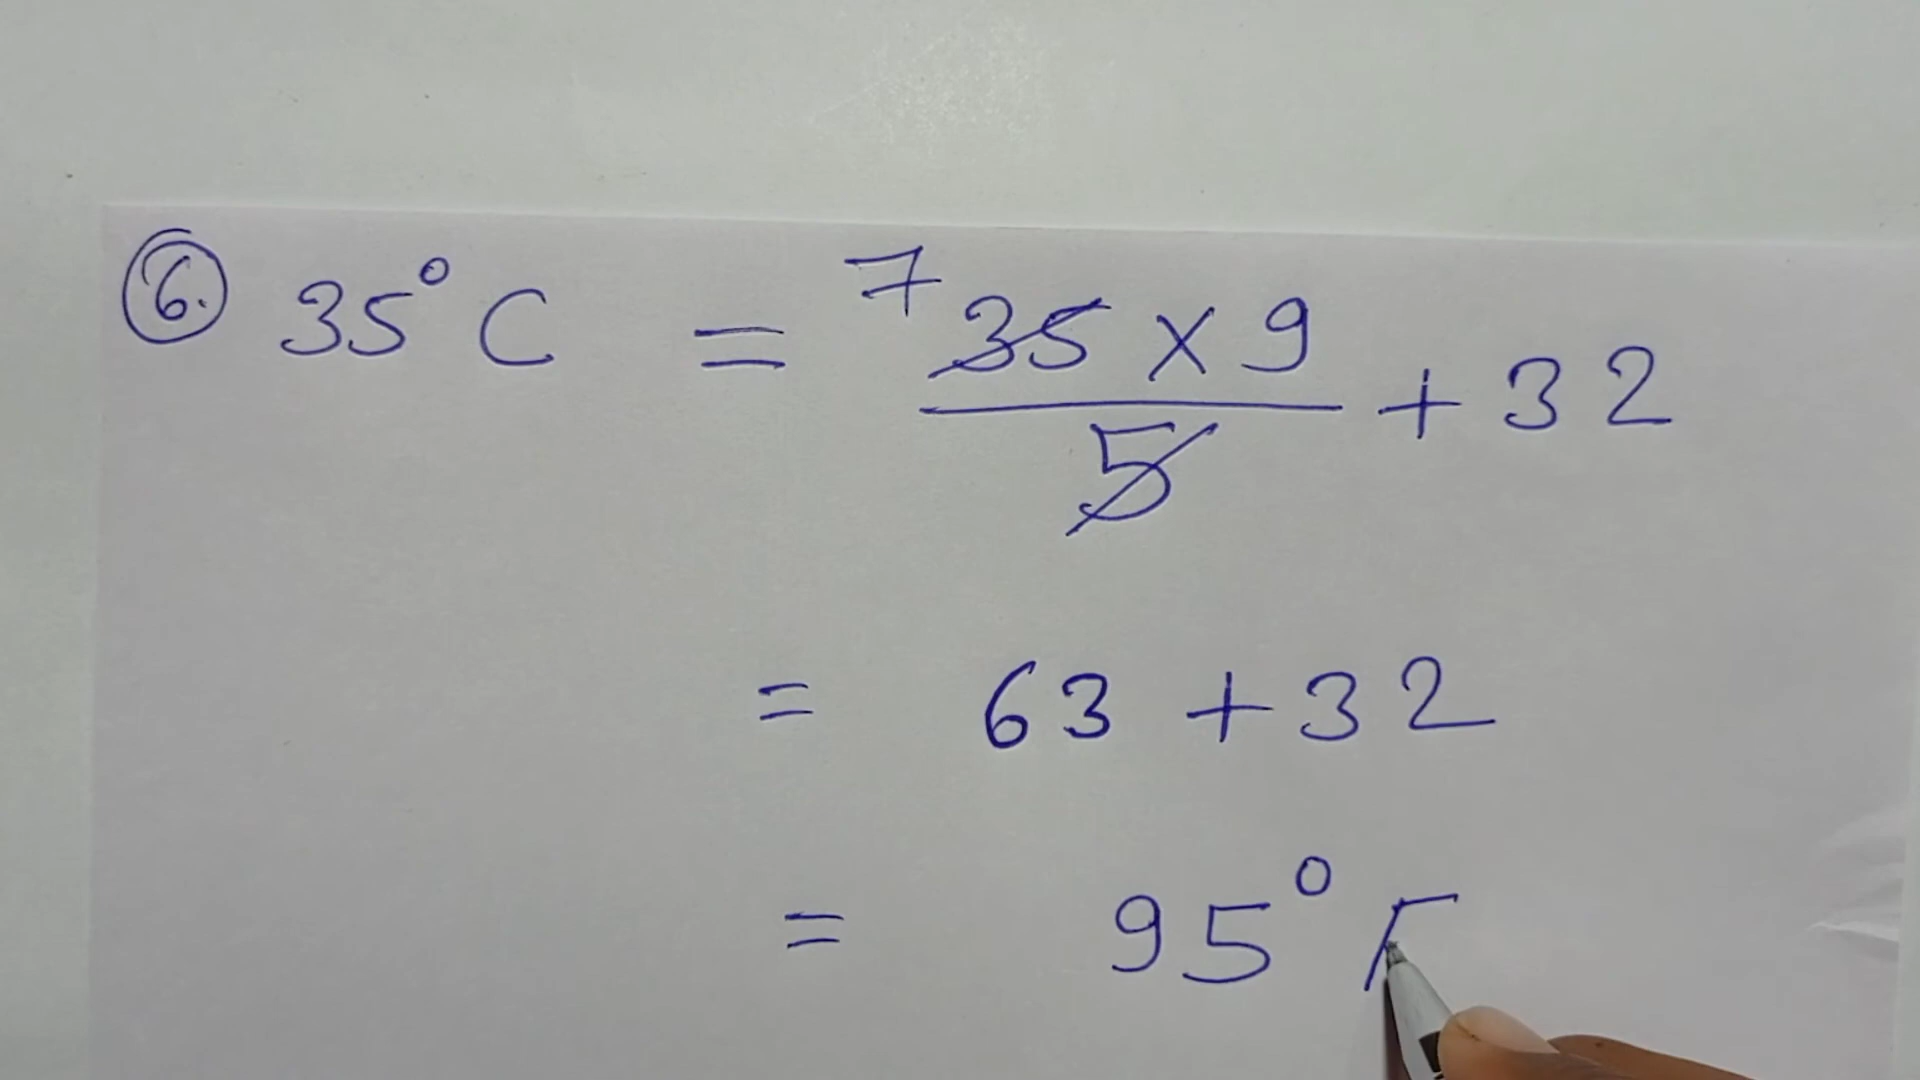 6. 35° C = 7 35 x 9 / 5 + 32
= 63 + 32
= 95° F